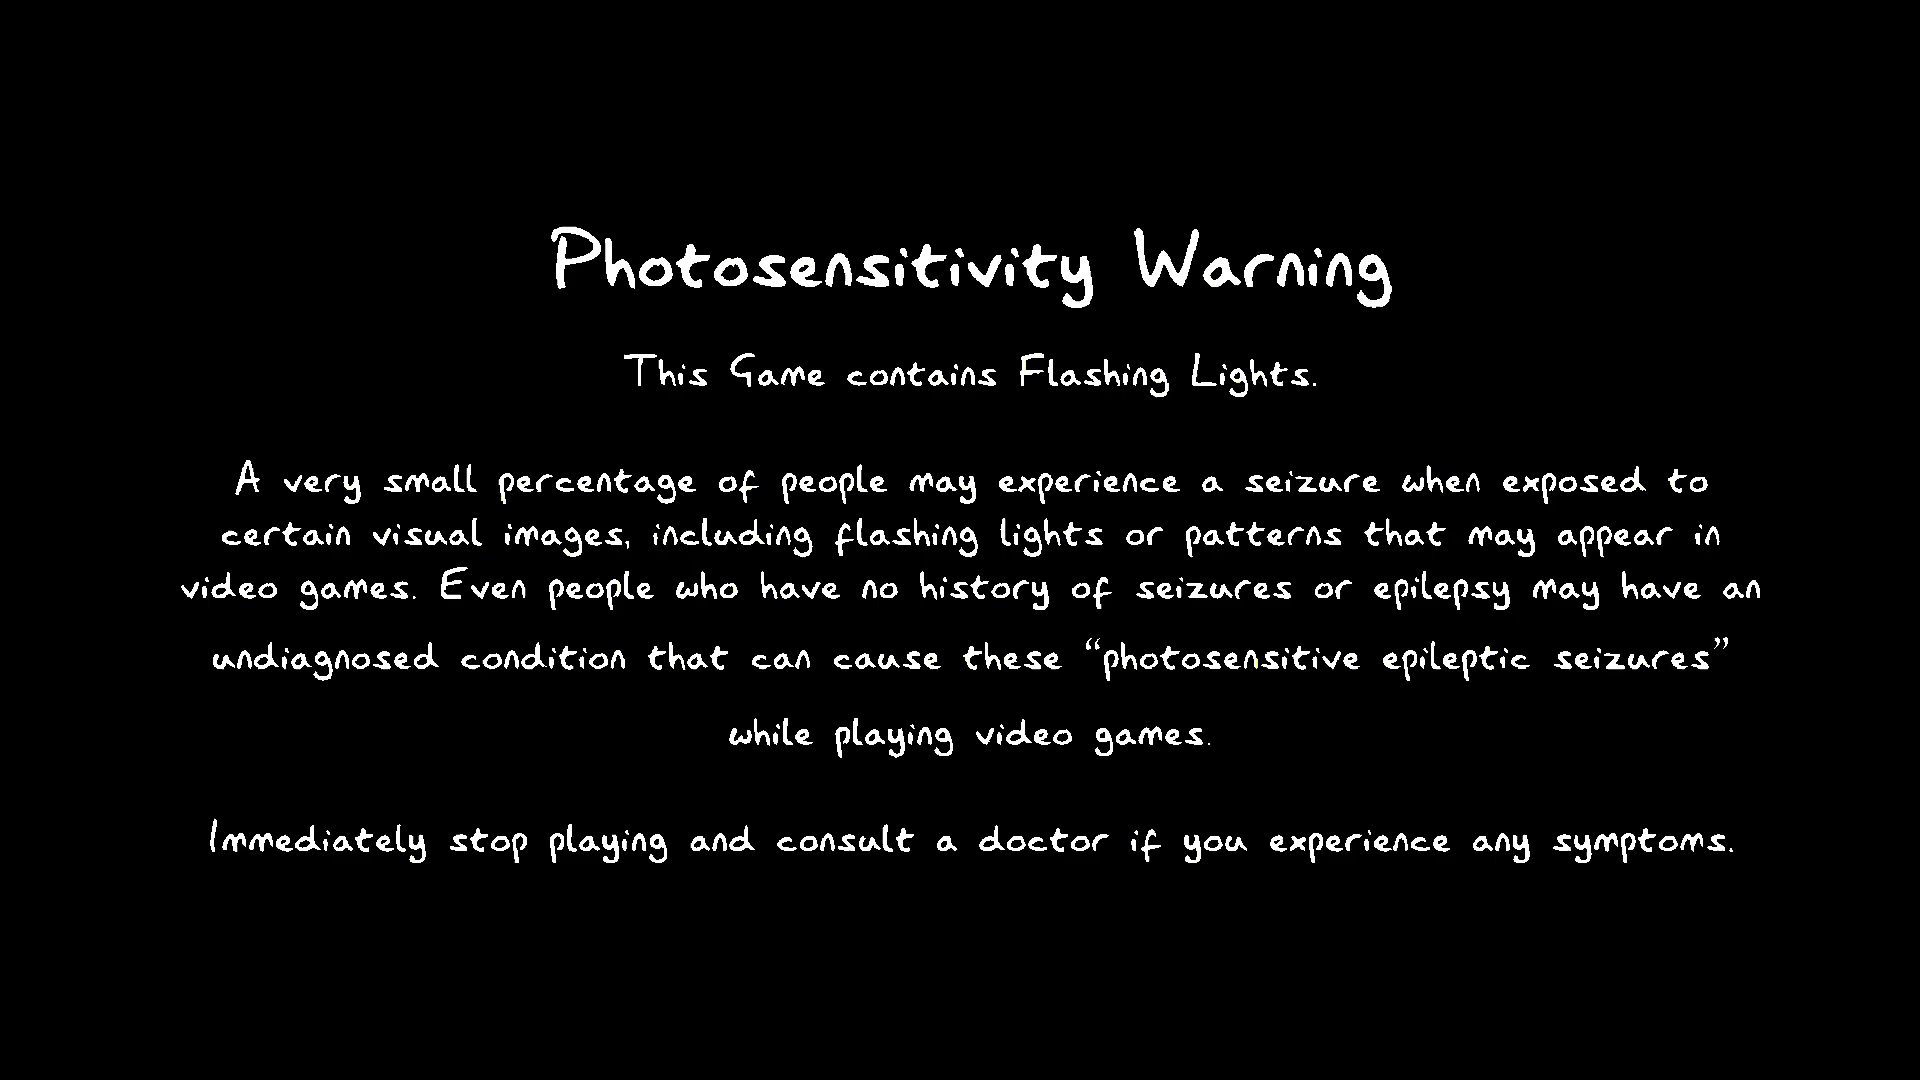 Photosensitivity Warning
This Game contains Flashing Lights.
A very small percentage of people may experience a seizure when exposed to
certain visual images, including flashing lights or patterns that may appear in
video games. Even people who have no history of seizures or epilepsy may have an
undiagnosed condition that can cause these “photosensitive epileptic seizures”
while playing video games.
Immediately stop playing and consult a doctor if you experience any symptoms.